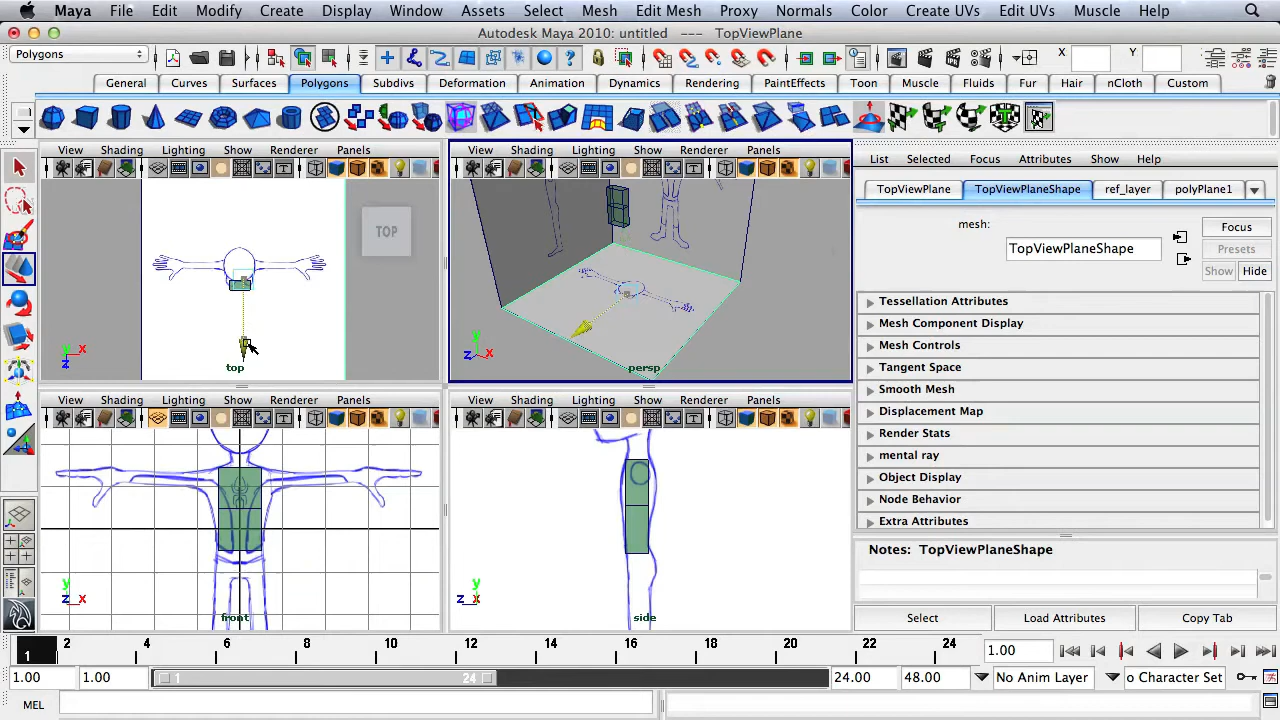 Maya File Edit Modify Create Display Window Assets Select Mesh Edit Mesh Proxy Normals Color Create UVs Edit UVs Muscle Help
Autodesk Maya 2010: untitled --- TopViewPlane
Polygons X Y
General Curves Surfaces Polygons Subdivs Deformation Animation Dynamics Rendering PaintEffects Toon Muscle Fluids Fur nCloth Custom
View Shading Lighting Show Renderer Panels
View Shading Lighting Show Renderer Panels
List Selected Focus Attributes Show Help
TopViewPlane TopViewPlaneShape ref_layer polyPlane1
mesh: TopViewPlaneShape
Focus
Presets
Show Hide
TOP
y
x
z
top
y
z
x
persp
Tessellation Attributes
Mesh Component Display
Mesh Controls
Tangent Space
Smooth Mesh
Displacement Map
Render Stats
mental ray
Object Display
Node Behavior
Extra Attributes
Notes: TopViewPlaneShape
Select Load Attributes Copy Tab
View Shading Lighting Show Renderer Panels
View Shading Lighting Show Renderer Panels
y
z
x
front
y
z
x
side
2 4 6 8 10 12 14 16 18 20 22 24
1
1.00
1.00 1.00 1 24 24.00 48.00 No Anim Layer o Character Set
MEL